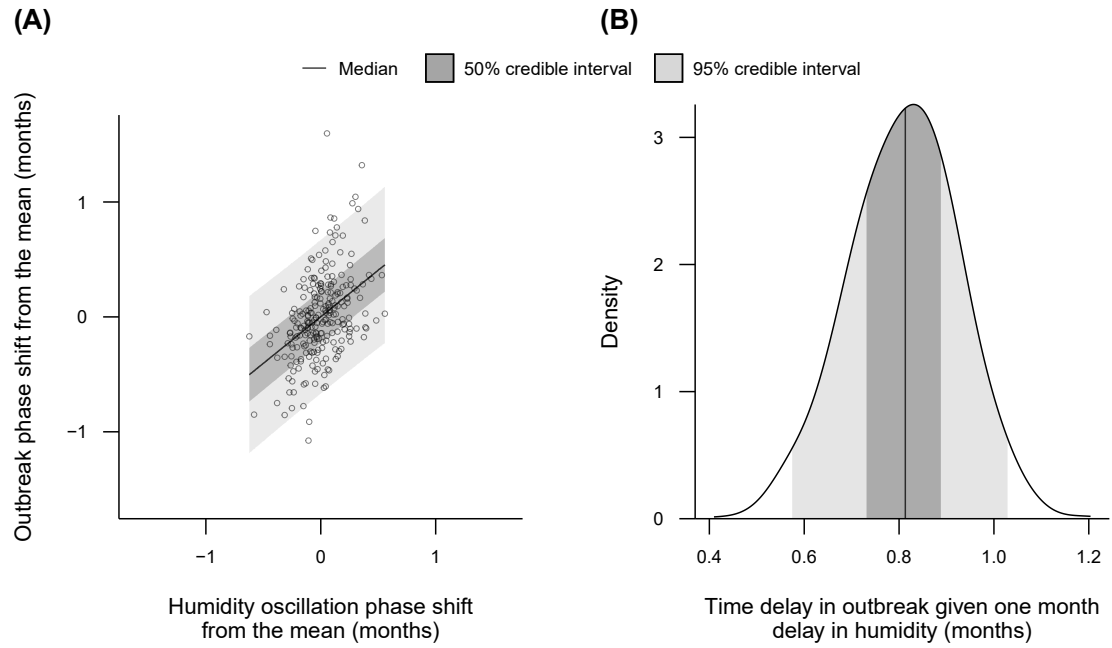 (A)
(B)
Median
50% credible interval
95% credible interval
Outbreak phase shift from the mean (months)
1
0
−1
−1
0
1
Humidity oscillation phase shift
from the mean (months)
Density
3
2
1
0
0.4
0.6
0.8
1.0
1.2
Time delay in outbreak given one month
delay in humidity (months)